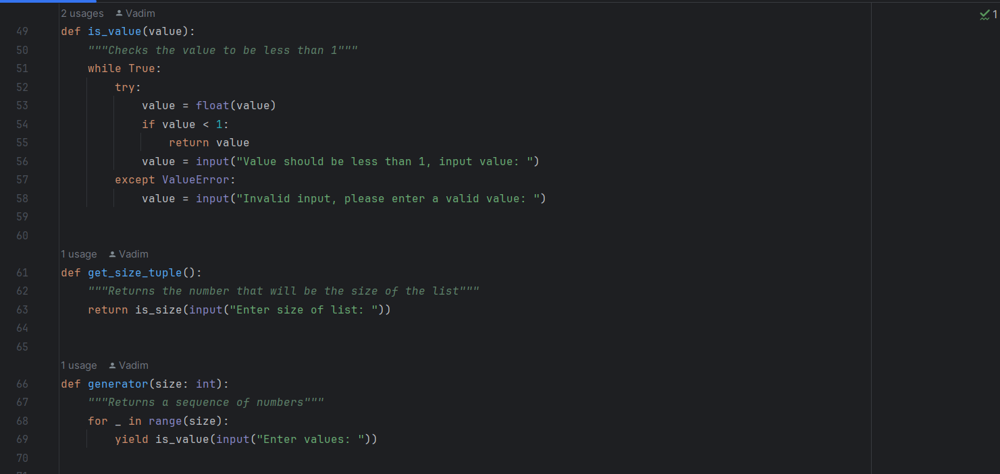 2 usages Vadim
1
49 def is_value(value):
50 """Checks the value to be less than 1"""
51 while True:
52 try:
53 value = float(value)
54 if value < 1:
55 return value
56 value = input("Value should be less than 1, input value: ")
57 except ValueError:
58 value = input("Invalid input, please enter a valid value: ")
59
60
1 usage Vadim
61 def get_size_tuple():
62 """Returns the number that will be the size of the list"""
63 return is_size(input("Enter size of list: "))
64
65
1 usage Vadim
66 def generator(size: int):
67 """Returns a sequence of numbers"""
68 for _ in range(size):
69 yield is_value(input("Enter values: "))
70